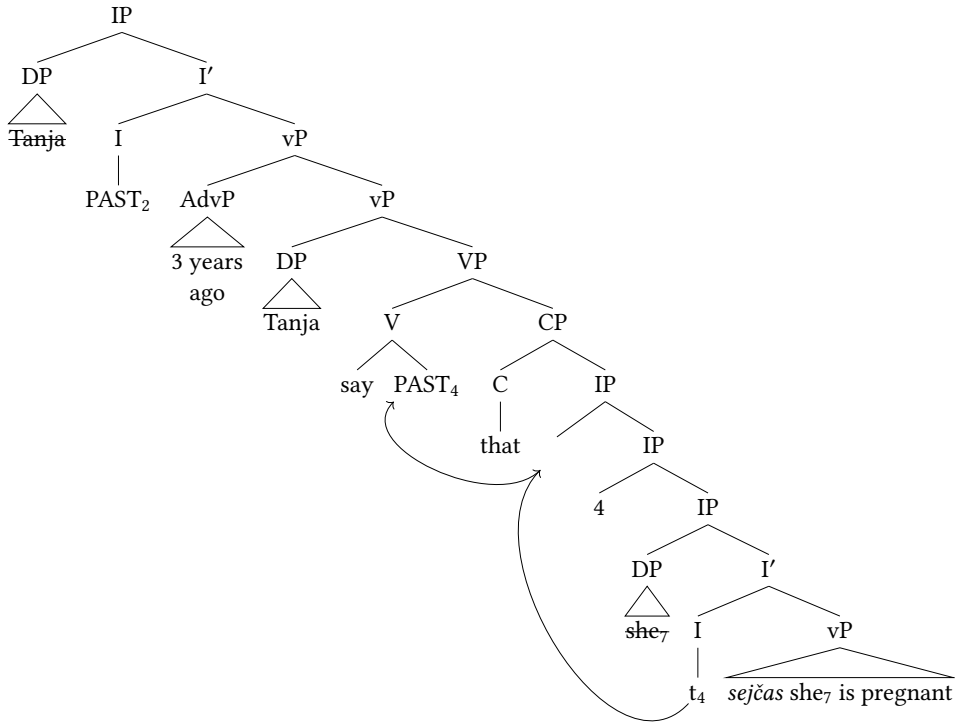 IP
DP I′
Tanja I vP
PAST₂ AdvP vP
3 years DP VP
ago
Tanja V CP
say PAST₄ C IP
that IP
4 IP
DP I′
she₇ I vP
t₄ sejčas she₇ is pregnant